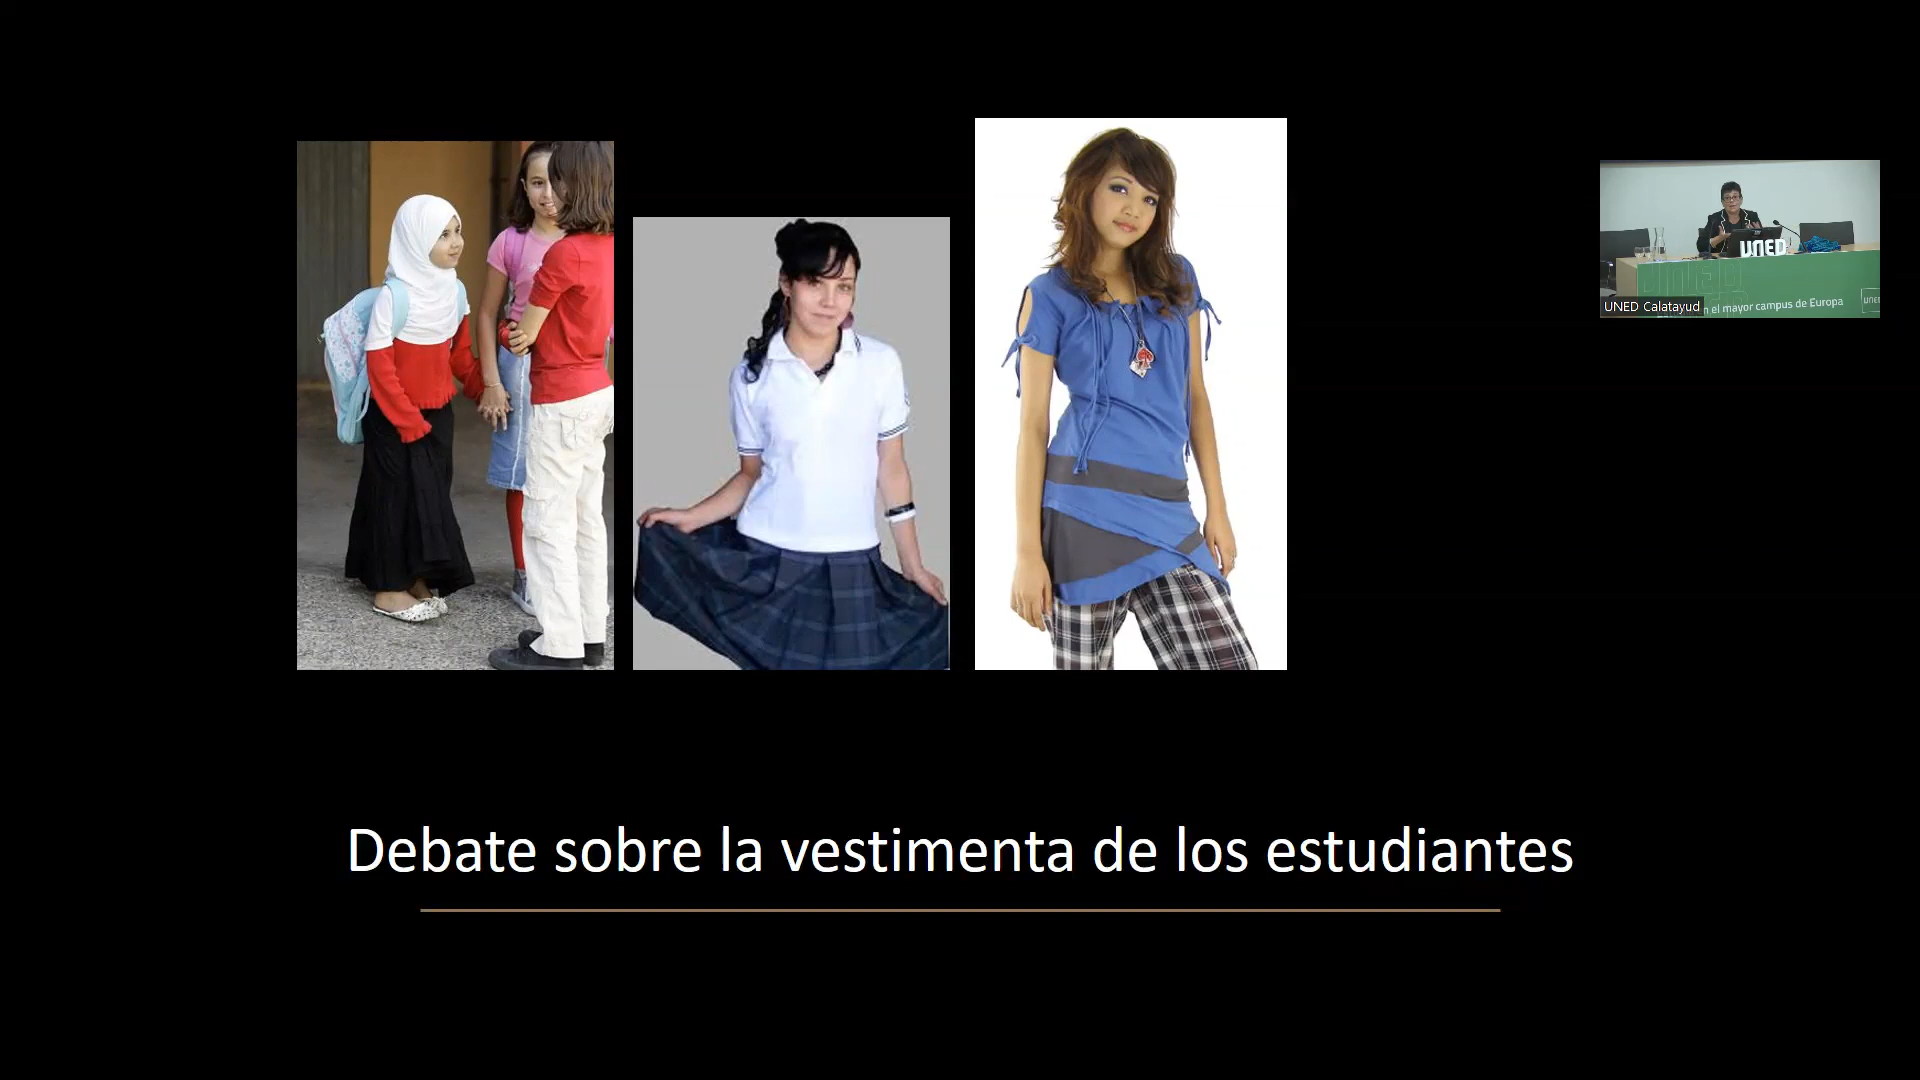 UNED
UNED Calatayud
n el mayor campus de Europa
Debate sobre la vestimenta de los estudiantes